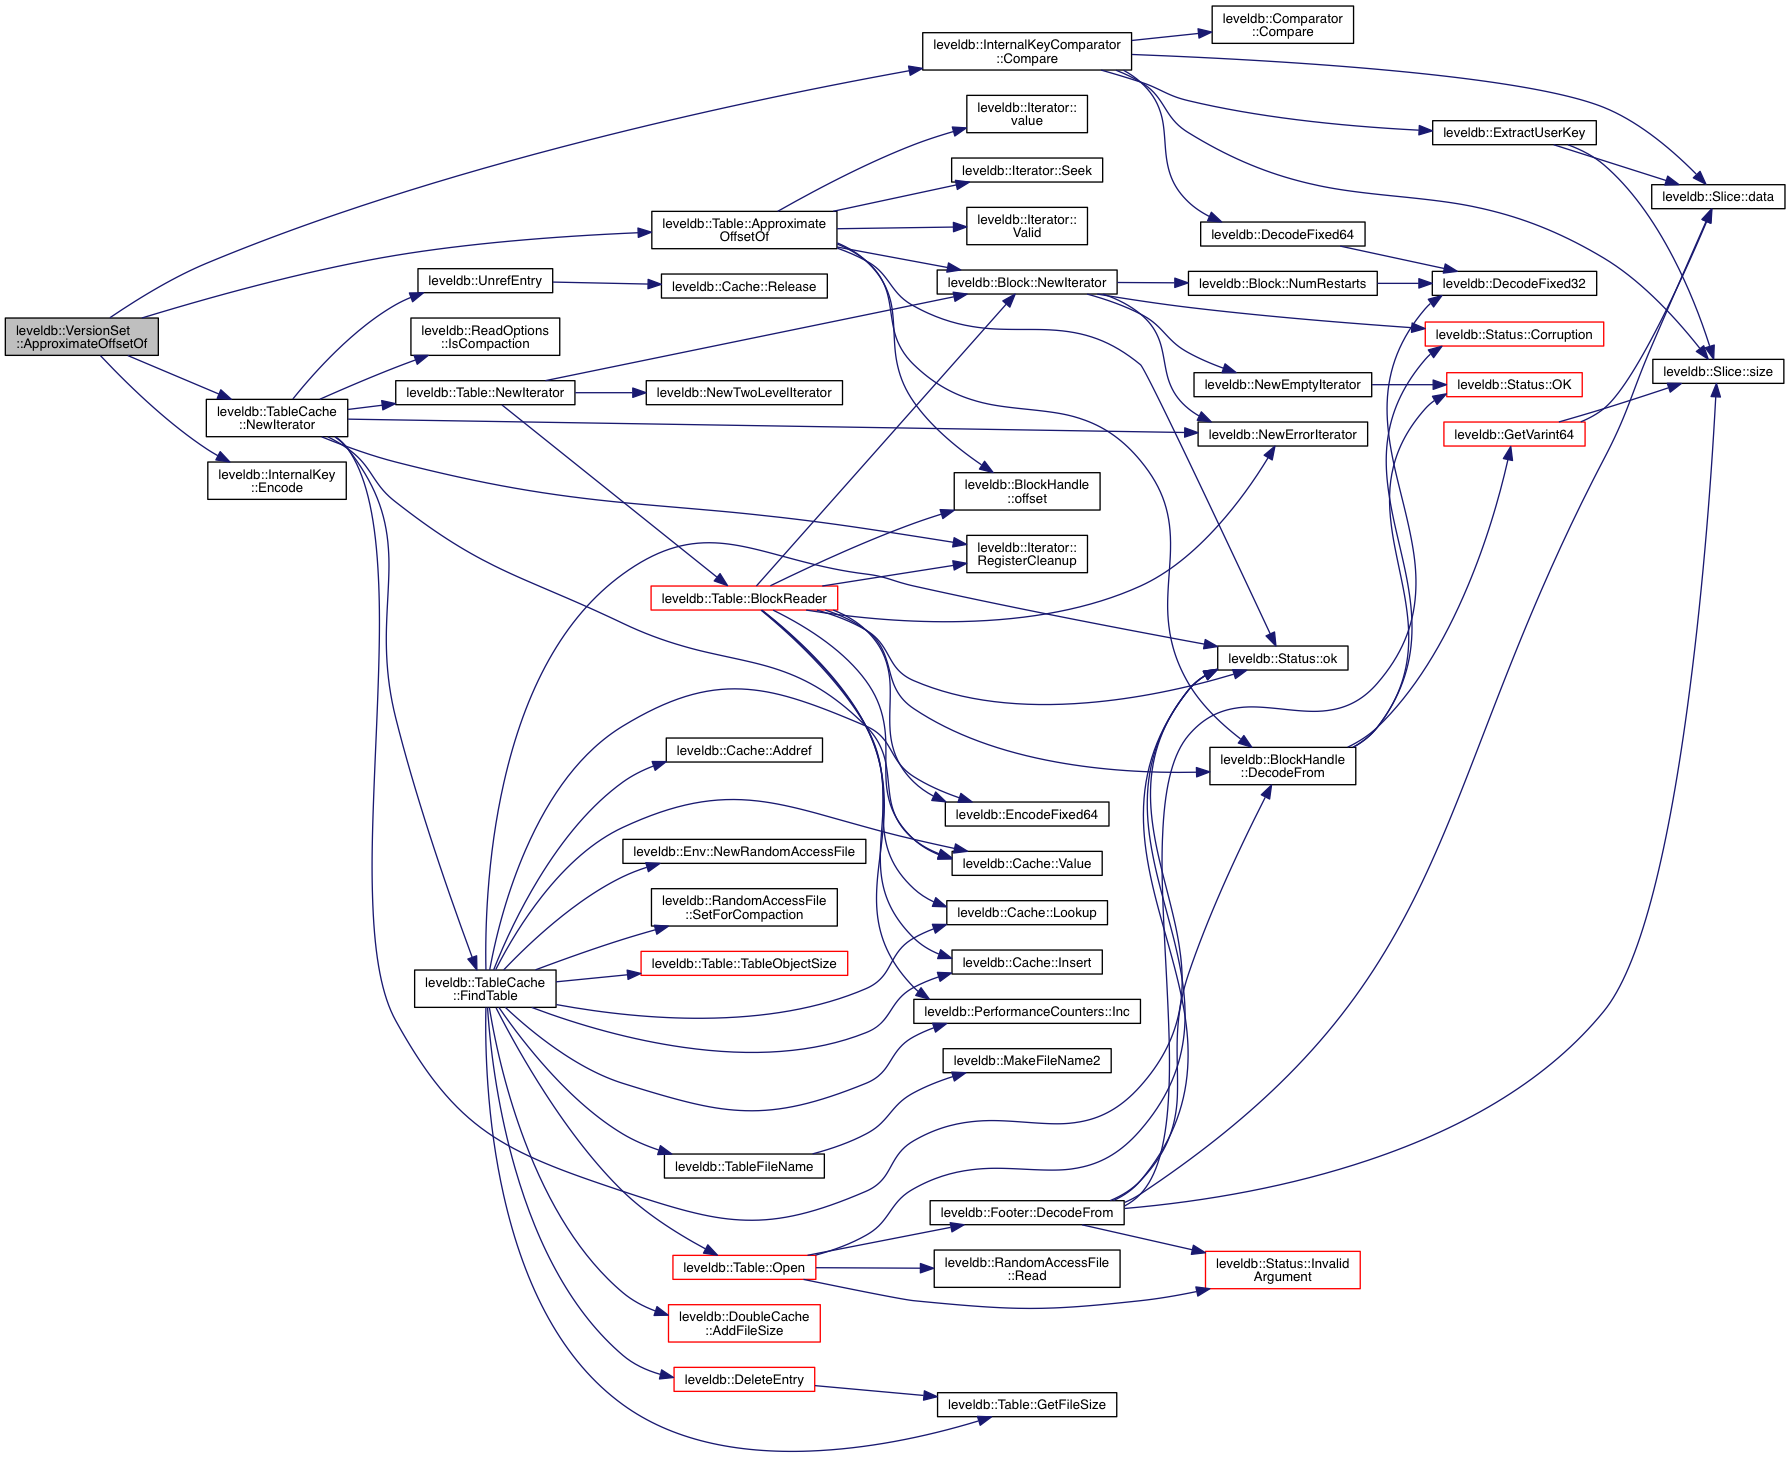 leveldb::VersionSet
::ApproximateOffsetOf
leveldb::InternalKeyComparator
::Compare
leveldb::Comparator
::Compare
leveldb::Iterator::
value
leveldb::ExtractUserKey
leveldb::Iterator::Seek
leveldb::Slice::data
leveldb::Table::Approximate
OffsetOf
leveldb::Iterator::
Valid
leveldb::DecodeFixed64
leveldb::UnrefEntry
leveldb::Cache::Release
leveldb::Block::NewIterator
leveldb::Block::NumRestarts
leveldb::DecodeFixed32
leveldb::ReadOptions
::IsCompaction
leveldb::Status::Corruption
leveldb::Slice::size
leveldb::Table::NewIterator
leveldb::NewTwoLevelIterator
leveldb::NewEmptyIterator
leveldb::Status::OK
leveldb::TableCache
::NewIterator
leveldb::NewErrorIterator
leveldb::GetVarint64
leveldb::InternalKey
::Encode
leveldb::BlockHandle
::offset
leveldb::Iterator::
RegisterCleanup
leveldb::Table::BlockReader
leveldb::Status::ok
leveldb::Cache::Addref
leveldb::BlockHandle
::DecodeFrom
leveldb::EncodeFixed64
leveldb::Env::NewRandomAccessFile
leveldb::Cache::Value
leveldb::RandomAccessFile
::SetForCompaction
leveldb::Cache::Lookup
leveldb::Table::TableObjectSize
leveldb::Cache::Insert
leveldb::TableCache
::FindTable
leveldb::PerformanceCounters::Inc
leveldb::MakeFileName2
leveldb::TableFileName
leveldb::Footer::DecodeFrom
leveldb::Table::Open
leveldb::RandomAccessFile
::Read
leveldb::Status::Invalid
Argument
leveldb::DoubleCache
::AddFileSize
leveldb::DeleteEntry
leveldb::Table::GetFileSize